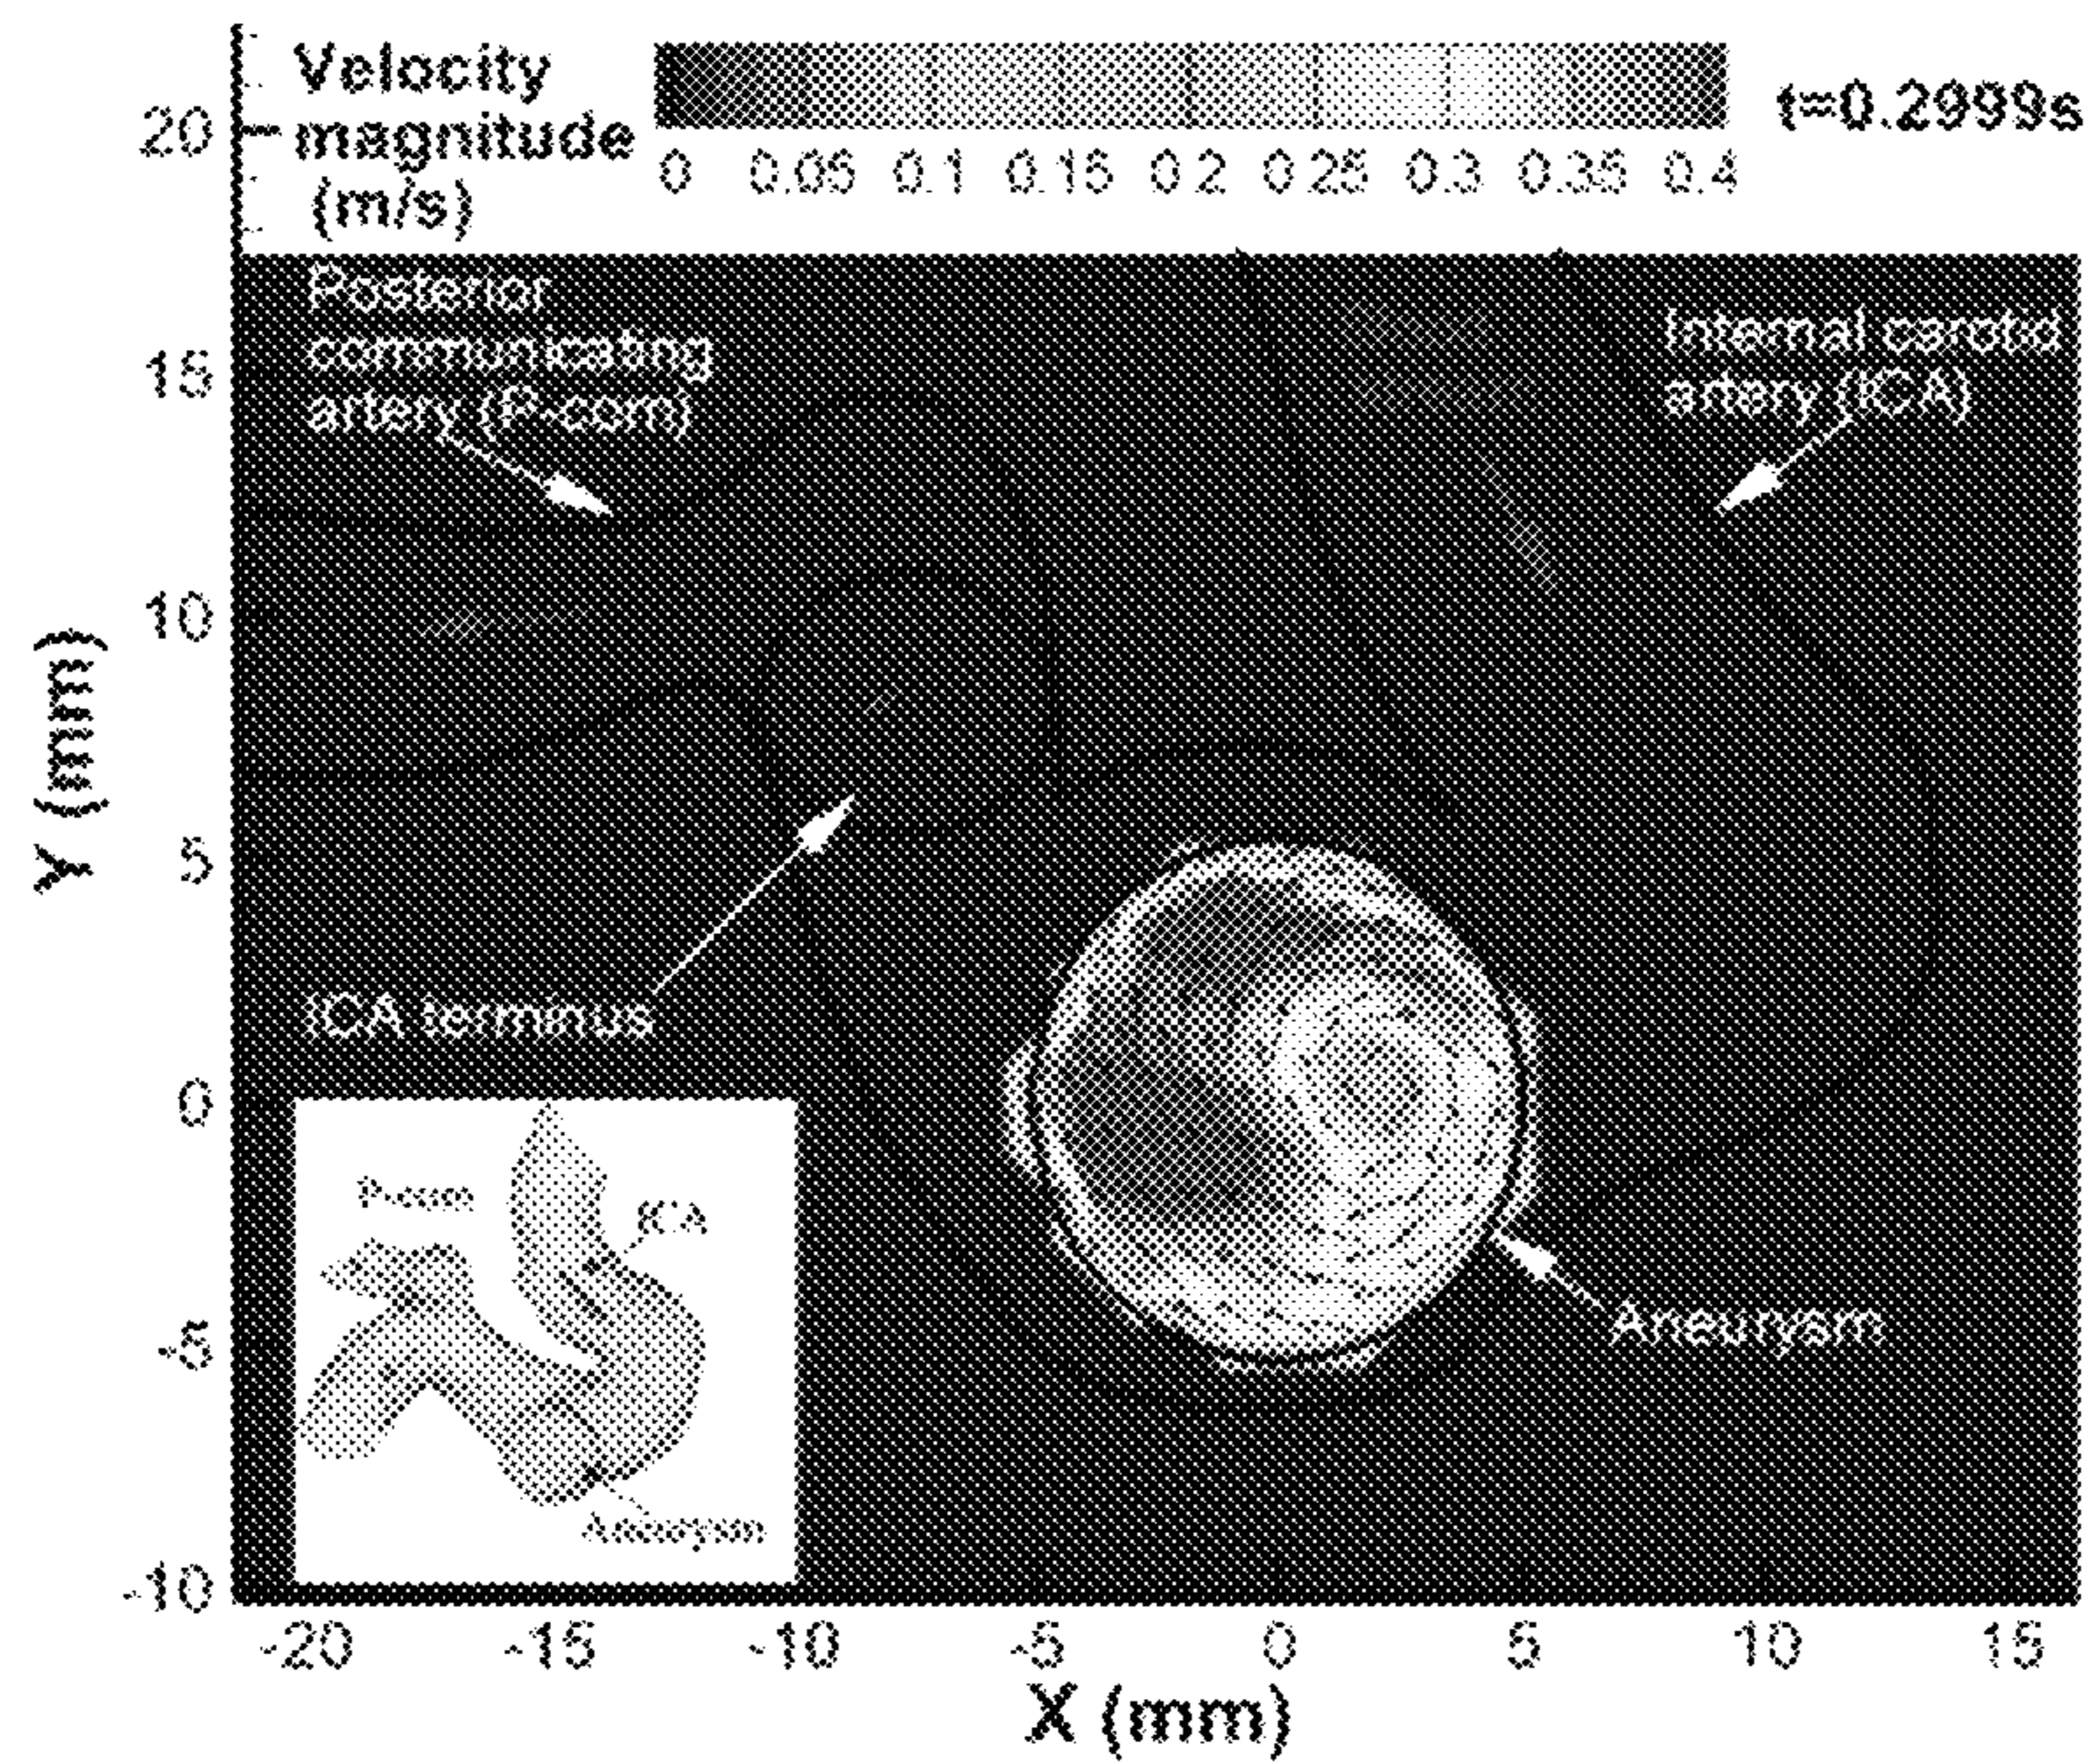 Velocity
magnitude
(m/s)
0 0.05 0.1 0.15 0.2 0.25 0.3 0.35 0.4
t=0.2999s
20
15
10
5
0
-5
-10
Y (mm)
Posterior
communicating
artery (P-com)
Internal carotid
artery (ICA)
ICA terminus
Aneurysm
P-com
ICA
Aneurysm
-20 -15 -10 -5 0 5 10 15
X (mm)